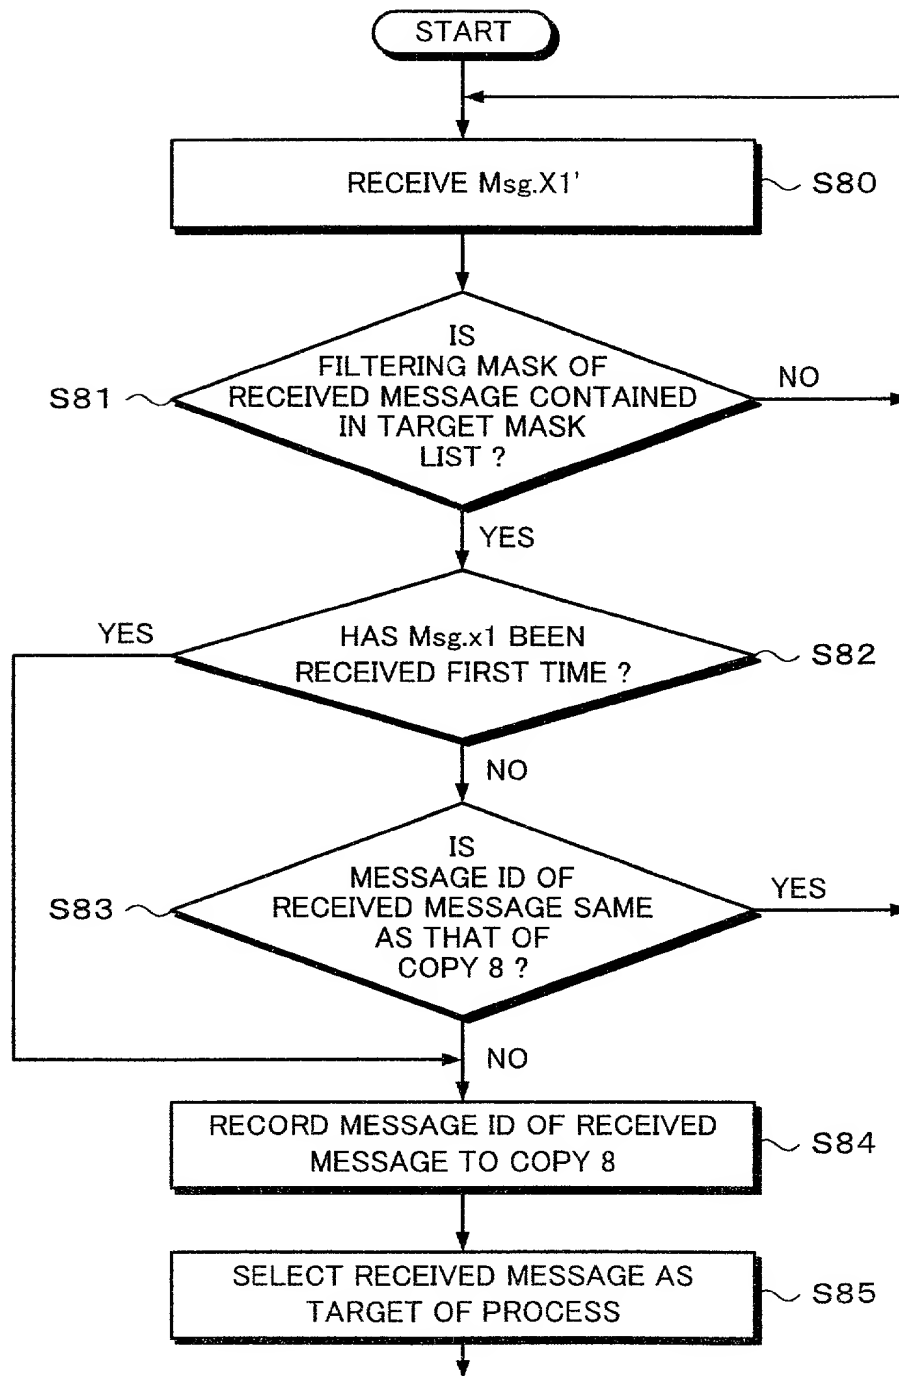 START
RECEIVE Msg.X1'
S80
IS
FILTERING MASK OF
RECEIVED MESSAGE CONTAINED
IN TARGET MASK
LIST ?
S81
NO
YES
HAS Msg.x1 BEEN
RECEIVED FIRST TIME ?
YES
S82
NO
IS
MESSAGE ID OF
RECEIVED MESSAGE SAME
AS THAT OF
COPY 8 ?
S83
YES
NO
RECORD MESSAGE ID OF RECEIVED
MESSAGE TO COPY 8
S84
SELECT RECEIVED MESSAGE AS
TARGET OF PROCESS
S85